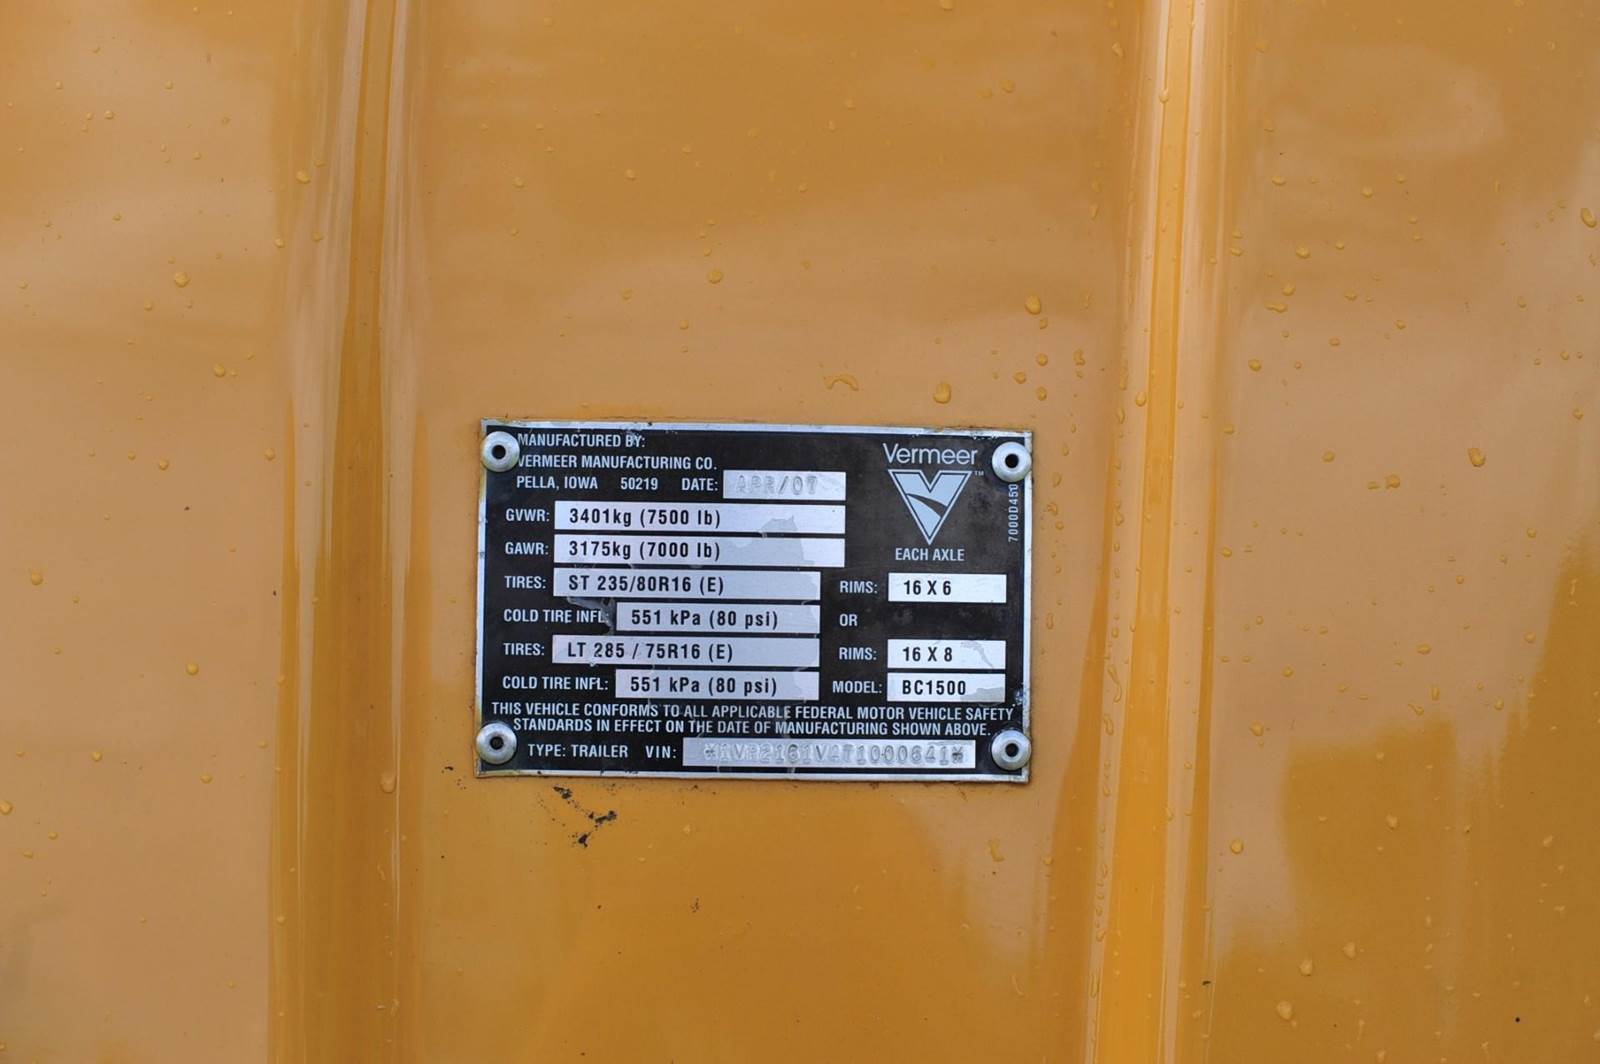 MANUFACTURED BY:
VERMEER MANUFACTURING CO.
PELLA, IOWA 50219 DATE: APR/07
Vermeer
™
EACH AXLE
7000D450
GVWR: 3401kg (7500 lb)
GAWR: 3175kg (7000 lb)
TIRES: ST 235/80R16 (E) RIMS: 16 X 6
COLD TIRE INFL: 551 kPa (80 psi) OR
TIRES: LT 285 / 75R16 (E) RIMS: 16 X 8
COLD TIRE INFL: 551 kPa (80 psi) MODEL: BC1500
THIS VEHICLE CONFORMS TO ALL APPLICABLE FEDERAL MOTOR VEHICLE SAFETY
STANDARDS IN EFFECT ON THE DATE OF MANUFACTURING SHOWN ABOVE.
TYPE: TRAILER VIN: